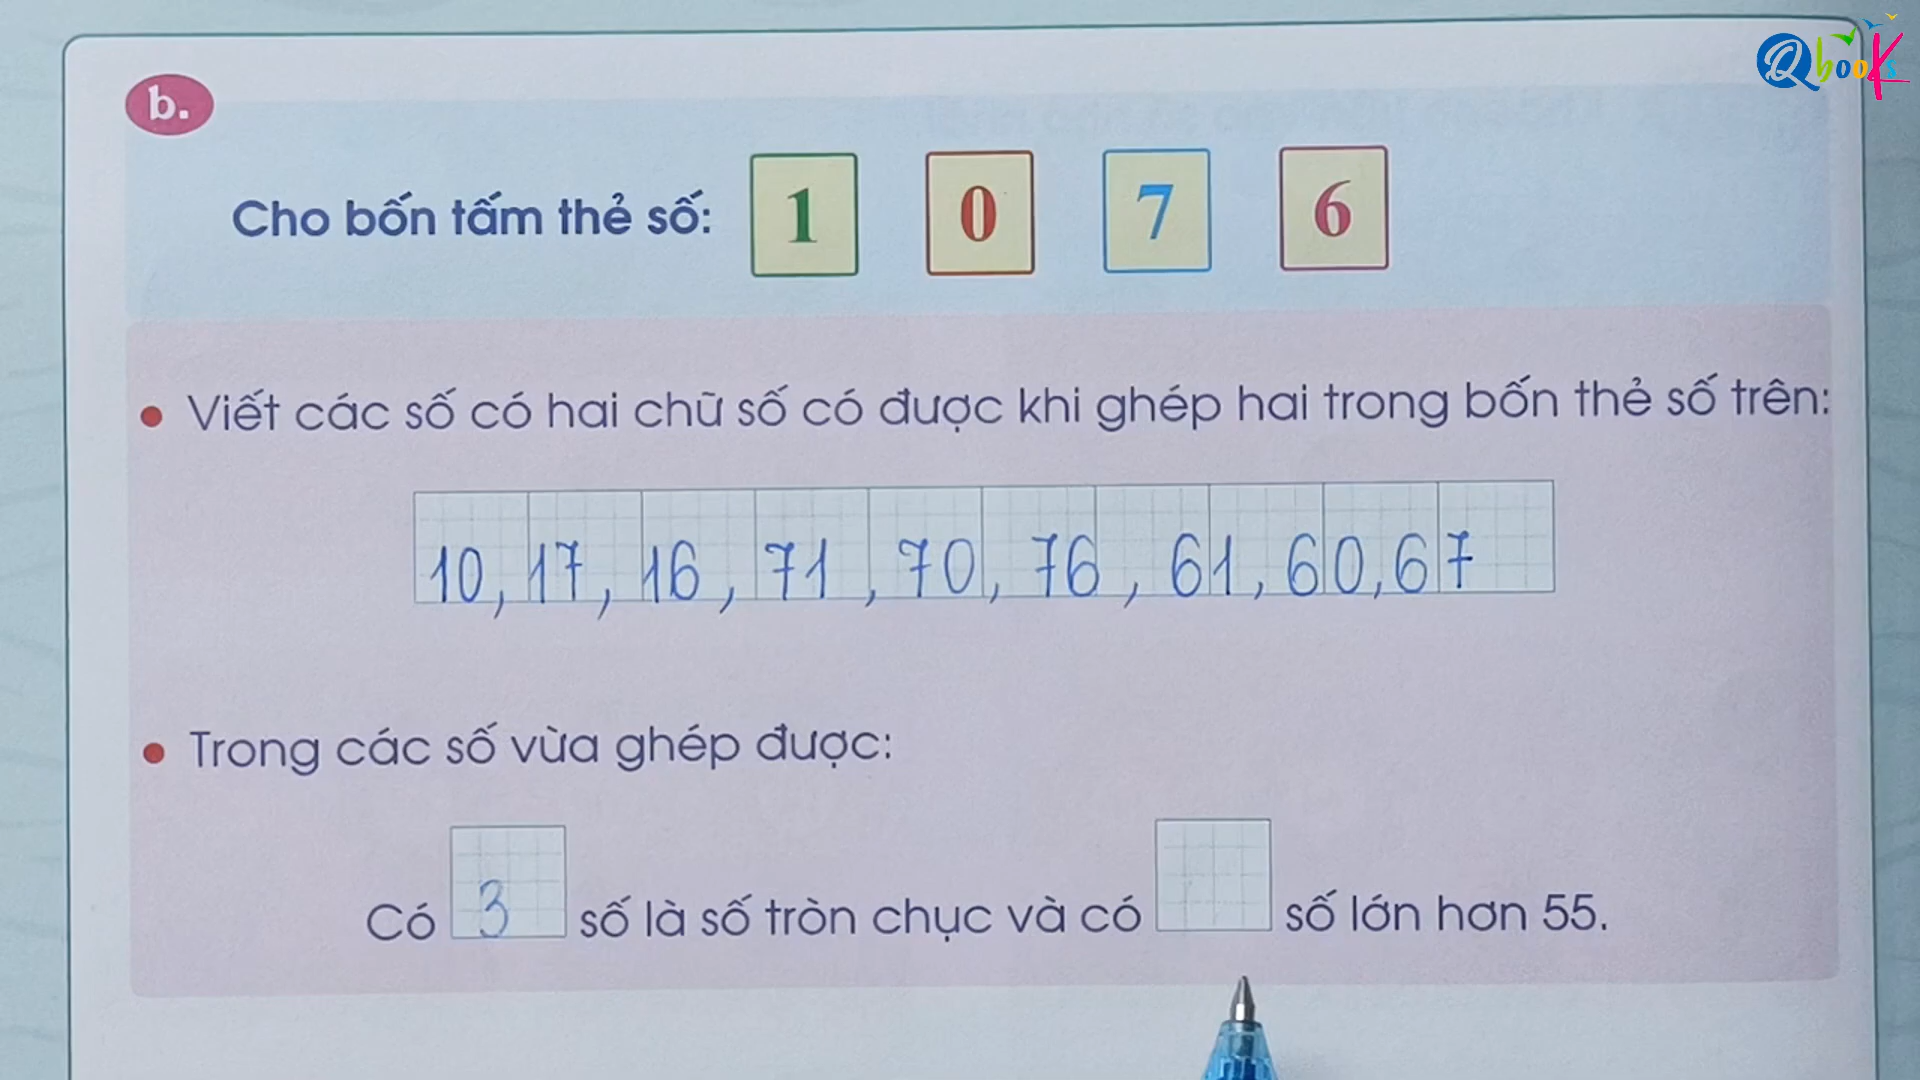 Qbooks
b.
Cho bốn tấm thẻ số: 1 0 7 6
• Viết các số có hai chữ số có được khi ghép hai trong bốn thẻ số trên:
10, 17, 16, 71, 70, 76, 61, 60, 67
• Trong các số vừa ghép được:
Có 3 số là số tròn chục và có số lớn hơn 55.